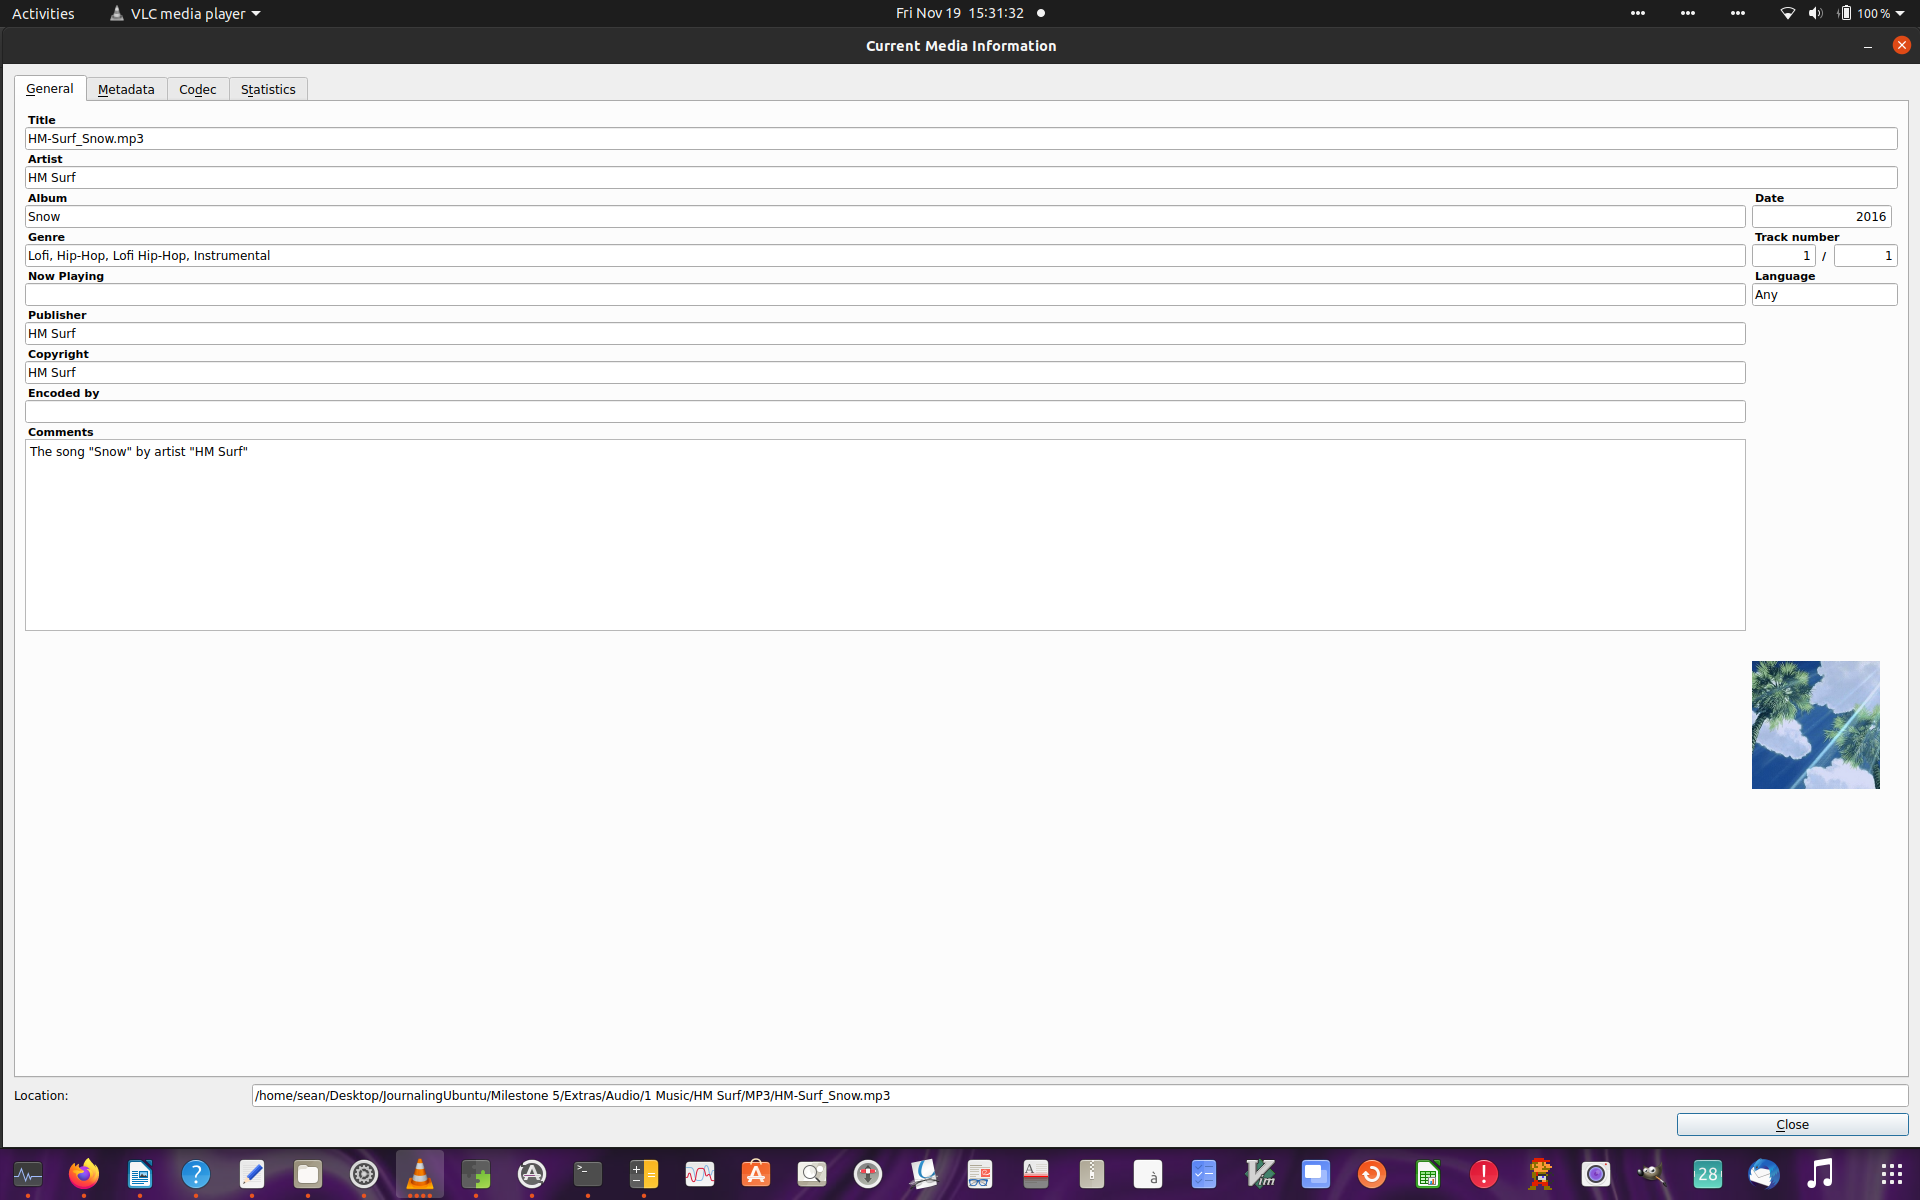 Activities VLC media player Fri Nov 19 15:31:32 100 %
Current Media Information
General Metadata Codec Statistics
Title
HM-Surf_Snow.mp3
Artist
HM Surf
Album Date
Snow 2016
Genre Track number
Lofi, Hip-Hop, Lofi Hip-Hop, Instrumental 1 / 1
Now Playing Language
Any
Publisher
HM Surf
Copyright
HM Surf
Encoded by
Comments
The song "Snow" by artist "HM Surf"
Location: /home/sean/Desktop/JournalingUbuntu/Milestone 5/Extras/Audio/1 Music/HM Surf/MP3/HM-Surf_Snow.mp3
Close
28